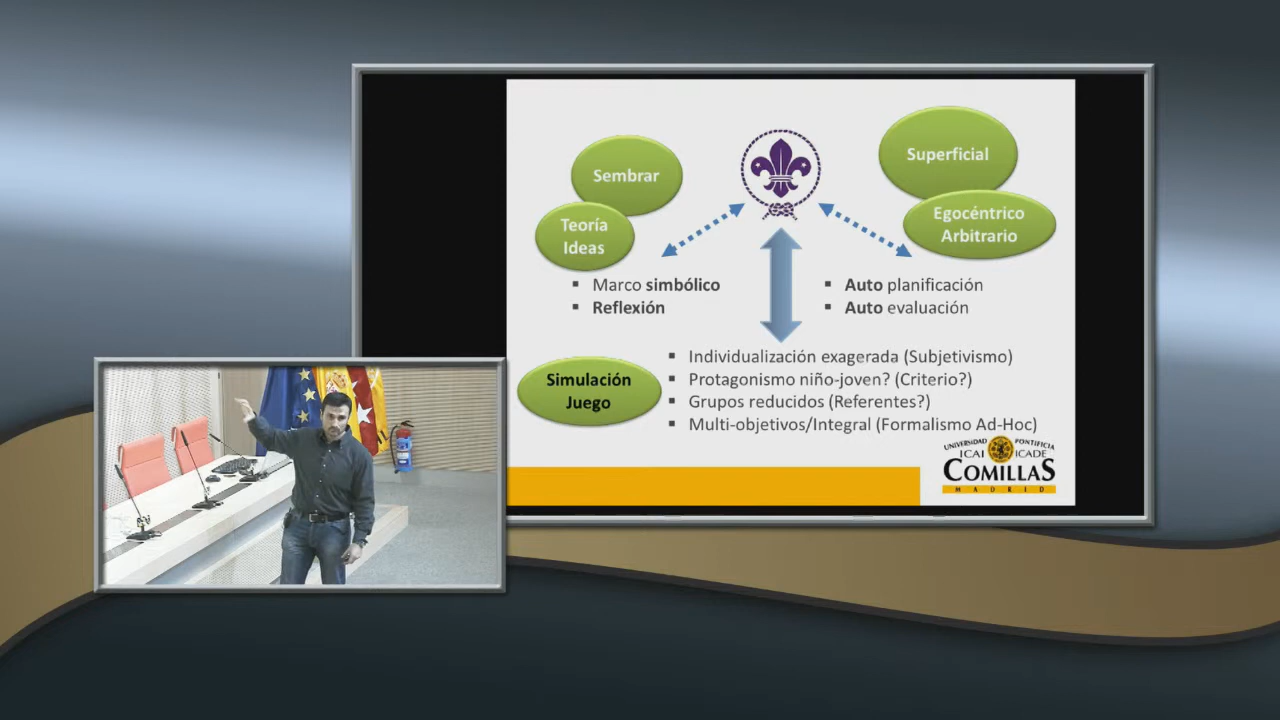 Sembrar
Teoría
Ideas
Superficial
Egocéntrico
Arbitrario
▪ Marco simbólico
▪ Reflexión
▪ Auto planificación
▪ Auto evaluación
Simulación
Juego
▪ Individualización exagerada (Subjetivismo)
▪ Protagonismo niño-joven? (Criterio?)
▪ Grupos reducidos (Referentes?)
▪ Multi-objetivos/Integral (Formalismo Ad-Hoc)
UNIVERSIDAD PONTIFICIA
ICAI ICADE
COMILLAS
MADRID